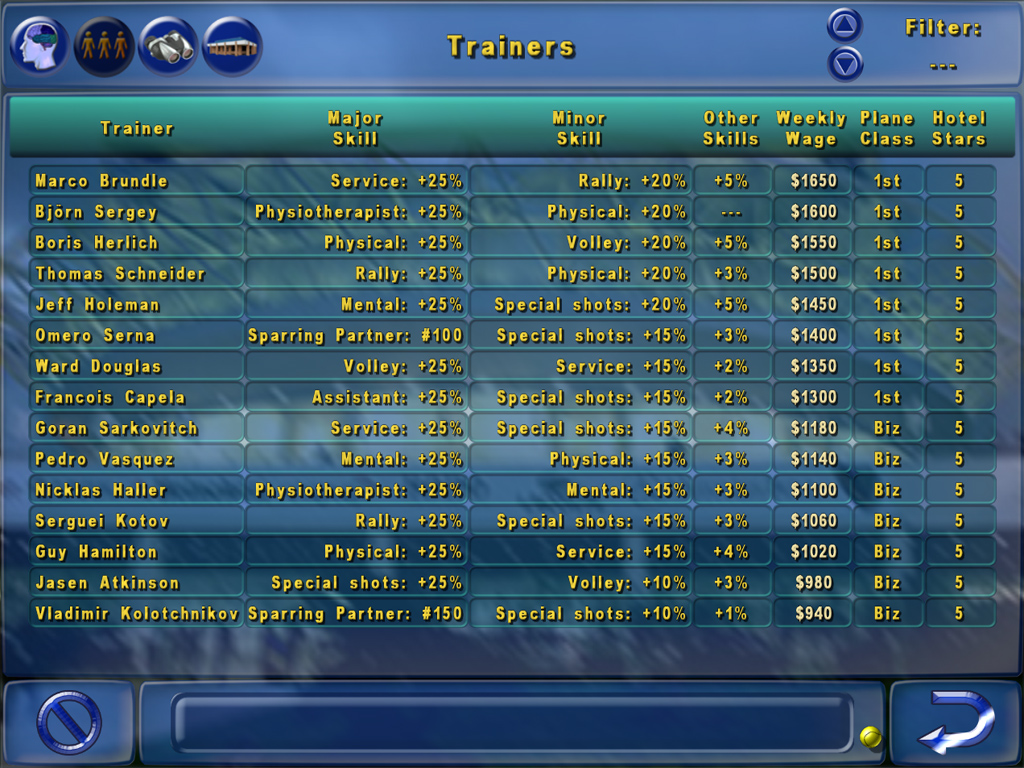 Trainers
Filter:
---
Trainer Major Skill Minor Skill Other Skills Weekly Wage Plane Class Hotel Stars
Marco Brundle Service: +25% Rally: +20% +5% $1650 1st 5
Björn Sergey Physiotherapist: +25% Physical: +20% --- $1600 1st 5
Boris Herlich Physical: +25% Volley: +20% +5% $1550 1st 5
Thomas Schneider Rally: +25% Physical: +20% +3% $1500 1st 5
Jeff Holeman Mental: +25% Special shots: +20% +5% $1450 1st 5
Omero Serna Sparring Partner: #100 Special shots: +15% +3% $1400 1st 5
Ward Douglas Volley: +25% Service: +15% +2% $1350 1st 5
Francois Capela Assistant: +25% Special shots: +15% +2% $1300 1st 5
Goran Sarkovitch Service: +25% Special shots: +15% +4% $1180 Biz 5
Pedro Vasquez Mental: +25% Physical: +15% +3% $1140 Biz 5
Nicklas Haller Physiotherapist: +25% Mental: +15% +3% $1100 Biz 5
Serguei Kotov Rally: +25% Special shots: +15% +3% $1060 Biz 5
Guy Hamilton Physical: +25% Service: +15% +4% $1020 Biz 5
Jasen Atkinson Special shots: +25% Volley: +10% +3% $980 Biz 5
Vladimir Kolotchnikov Sparring Partner: #150 Special shots: +10% +1% $940 Biz 5